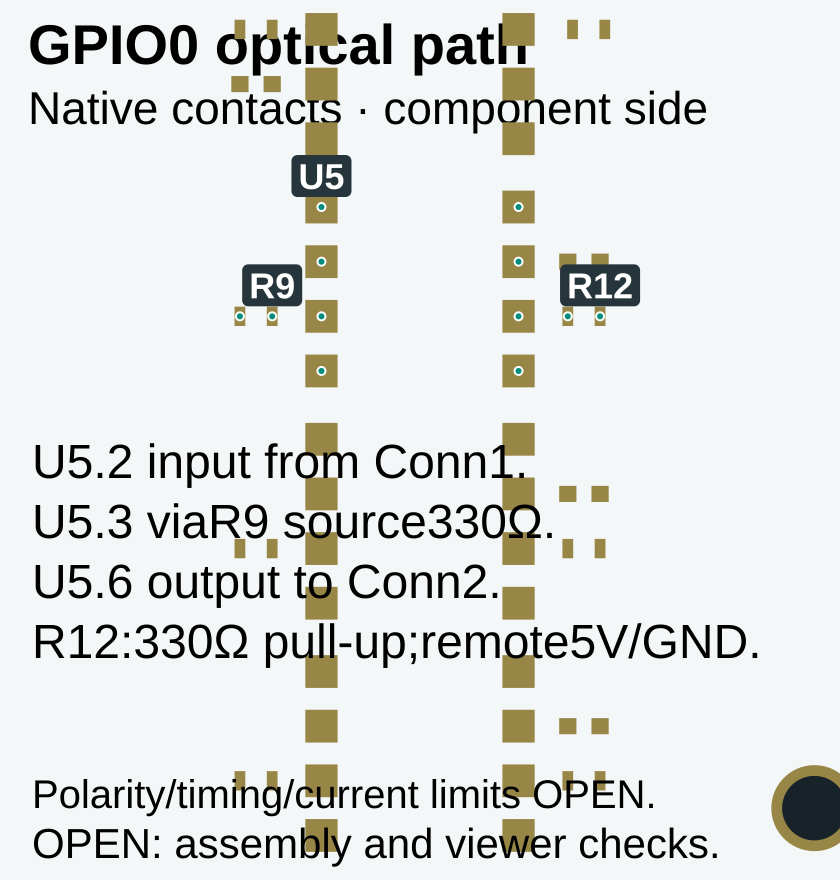 GPIO0 optical path
Native contacts · component side
U5
R9
R12
U5.2 input from Conn1.
U5.3 viaR9 source330Ω.
U5.6 output to Conn2.
R12:330Ω pull-up;remote5V/GND.
Polarity/timing/current limits OPEN.
OPEN: assembly and viewer checks.